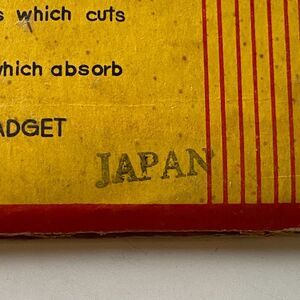 s which cuts
which absorb
ADGET
JAPAN